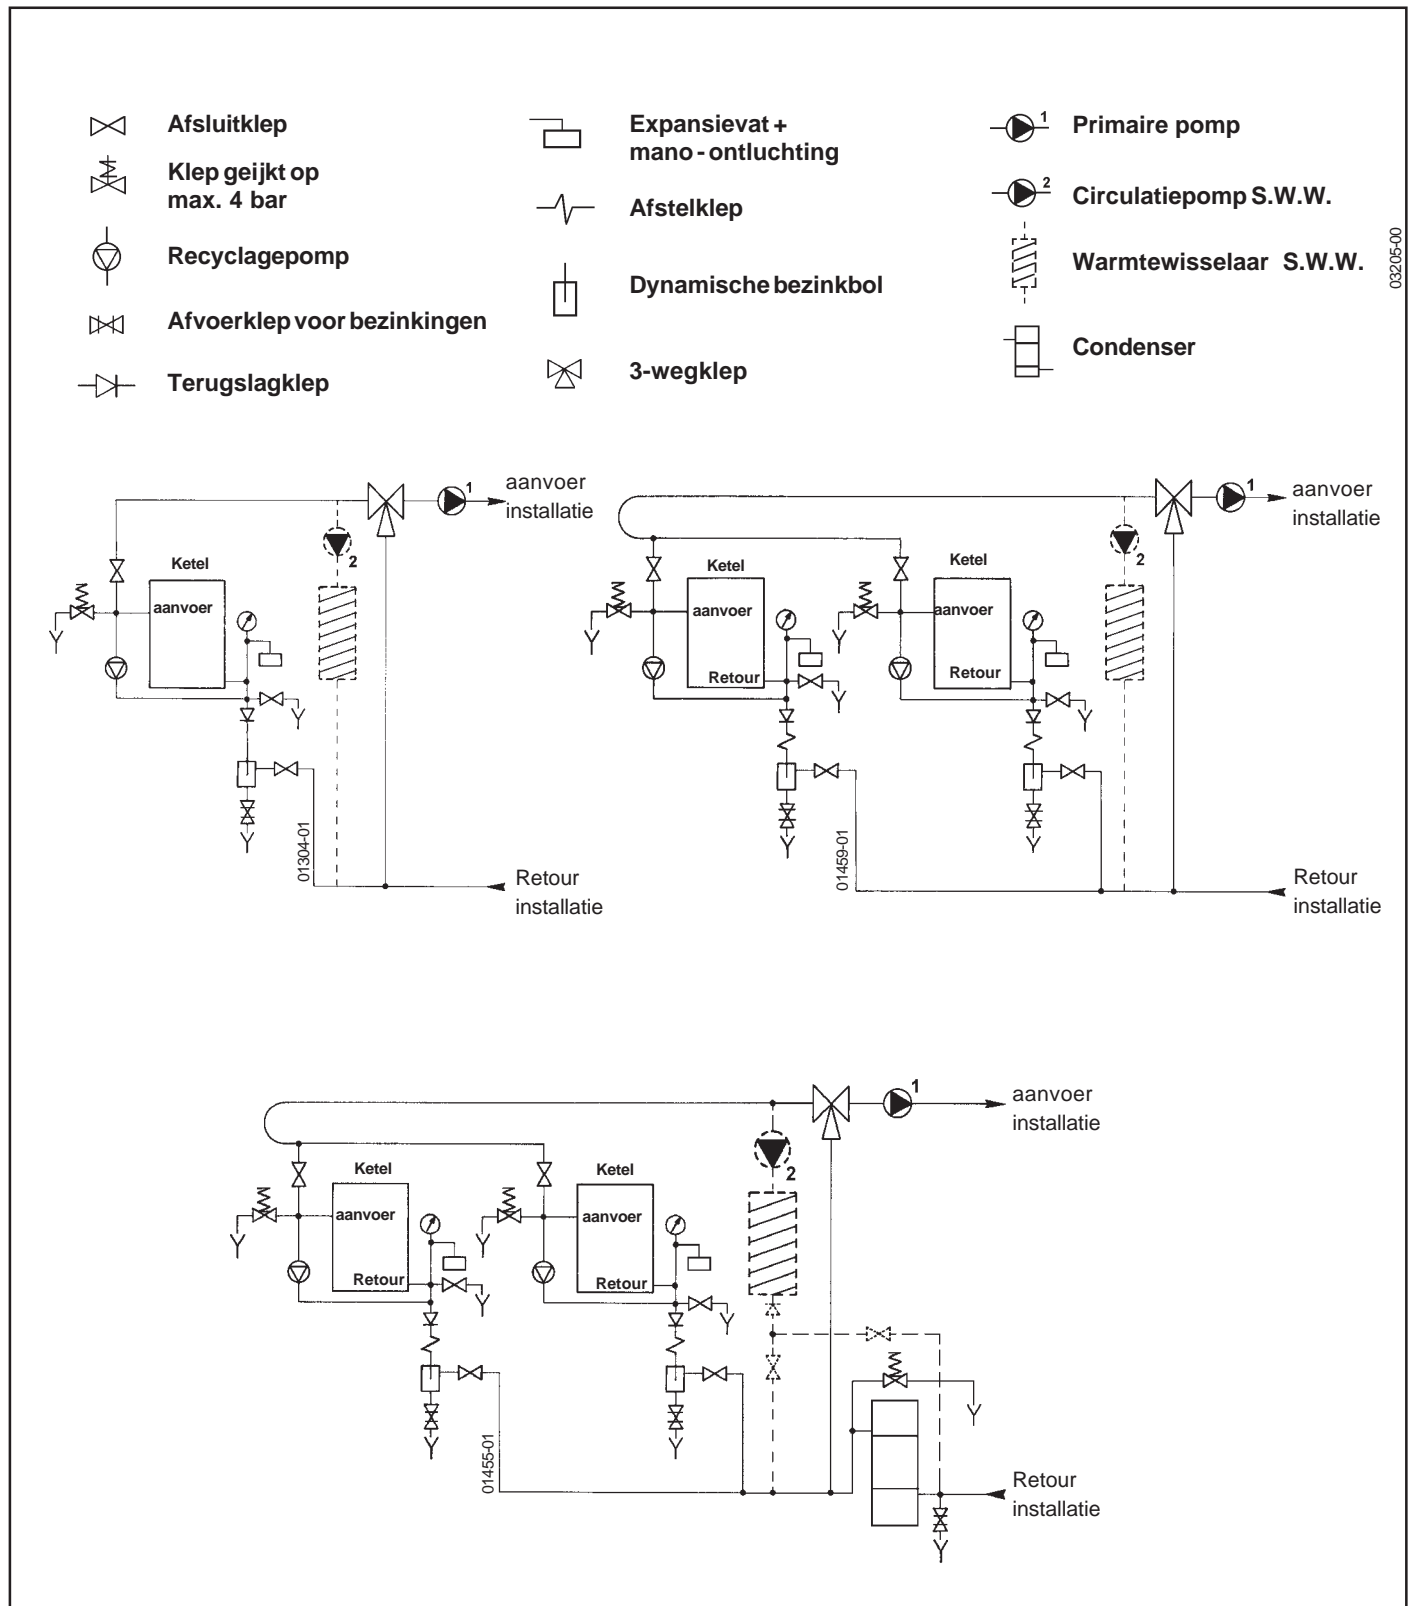 Afsluitklep
Klep geijkt op
max. 4 bar
Recyclagepomp
Afvoerklep voor bezinkingen
Terugslagklep
Expansievat +
mano - ontluchting
Afstelklep
Dynamische bezinkbol
3-wegklep
1
Primaire pomp
2
Circulatiepomp S.W.W.
Warmtewisselaar S.W.W.
Condenser
03205-00
1
aanvoer
installatie
2
Ketel
aanvoer
01304-01
Retour
installatie
1
aanvoer
installatie
2
Ketel
aanvoer
Retour
Ketel
aanvoer
Retour
01459-01
Retour
installatie
1
aanvoer
installatie
2
Ketel
aanvoer
Retour
Ketel
aanvoer
Retour
01455-01
Retour
installatie